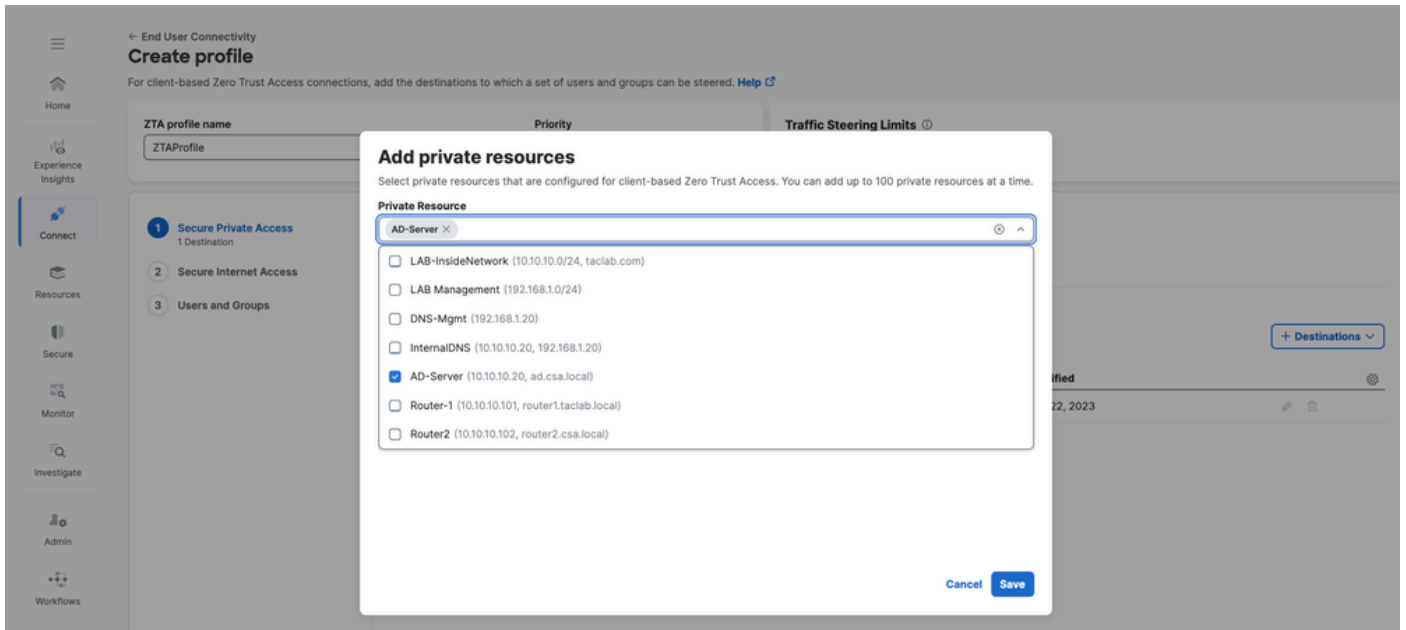 ← End User Connectivity
Create profile
For client-based Zero Trust Access connections, add the destinations to which a set of users and groups can be steered. Help
Home
Experience
Insights
Connect
Resources
Secure
Monitor
Investigate
Admin
Workflows
ZTA profile name
ZTAProfile
Priority
Traffic Steering Limits
1 Secure Private Access
1 Destination
2 Secure Internet Access
3 Users and Groups
+ Destinations
ified
22, 2023
Add private resources
Select private resources that are configured for client-based Zero Trust Access. You can add up to 100 private resources at a time.
Private Resource
AD-Server
LAB-InsideNetwork (10.10.10.0/24, taclab.com)
LAB Management (192.168.1.0/24)
DNS-Mgmt (192.168.1.20)
InternalDNS (10.10.10.20, 192.168.1.20)
AD-Server (10.10.10.20, ad.csa.local)
Router-1 (10.10.10.101, router1.taclab.local)
Router2 (10.10.10.102, router2.csa.local)
Cancel
Save